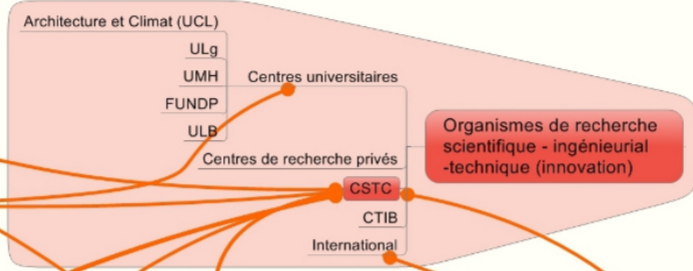 Architecture et Climat (UCL)
ULg
UMH
FUNDP
ULB
Centres universitaires
Centres de recherche privés
CSTC
CTIB
International
Organismes de recherche
scientifique - ingénieurial
-technique (innovation)